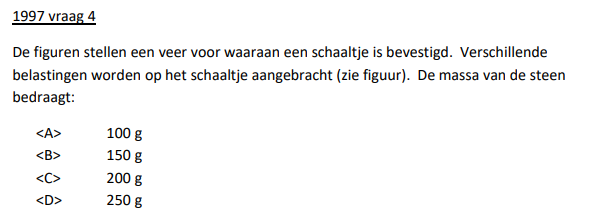 1997 vraag 4
De figuren stellen een veer voor waaraan een schaaltje is bevestigd. Verschillende
belastingen worden op het schaaltje aangebracht (zie figuur). De massa van de steen
bedraagt:
<A> 100 g
<B> 150 g
<C> 200 g
<D> 250 g